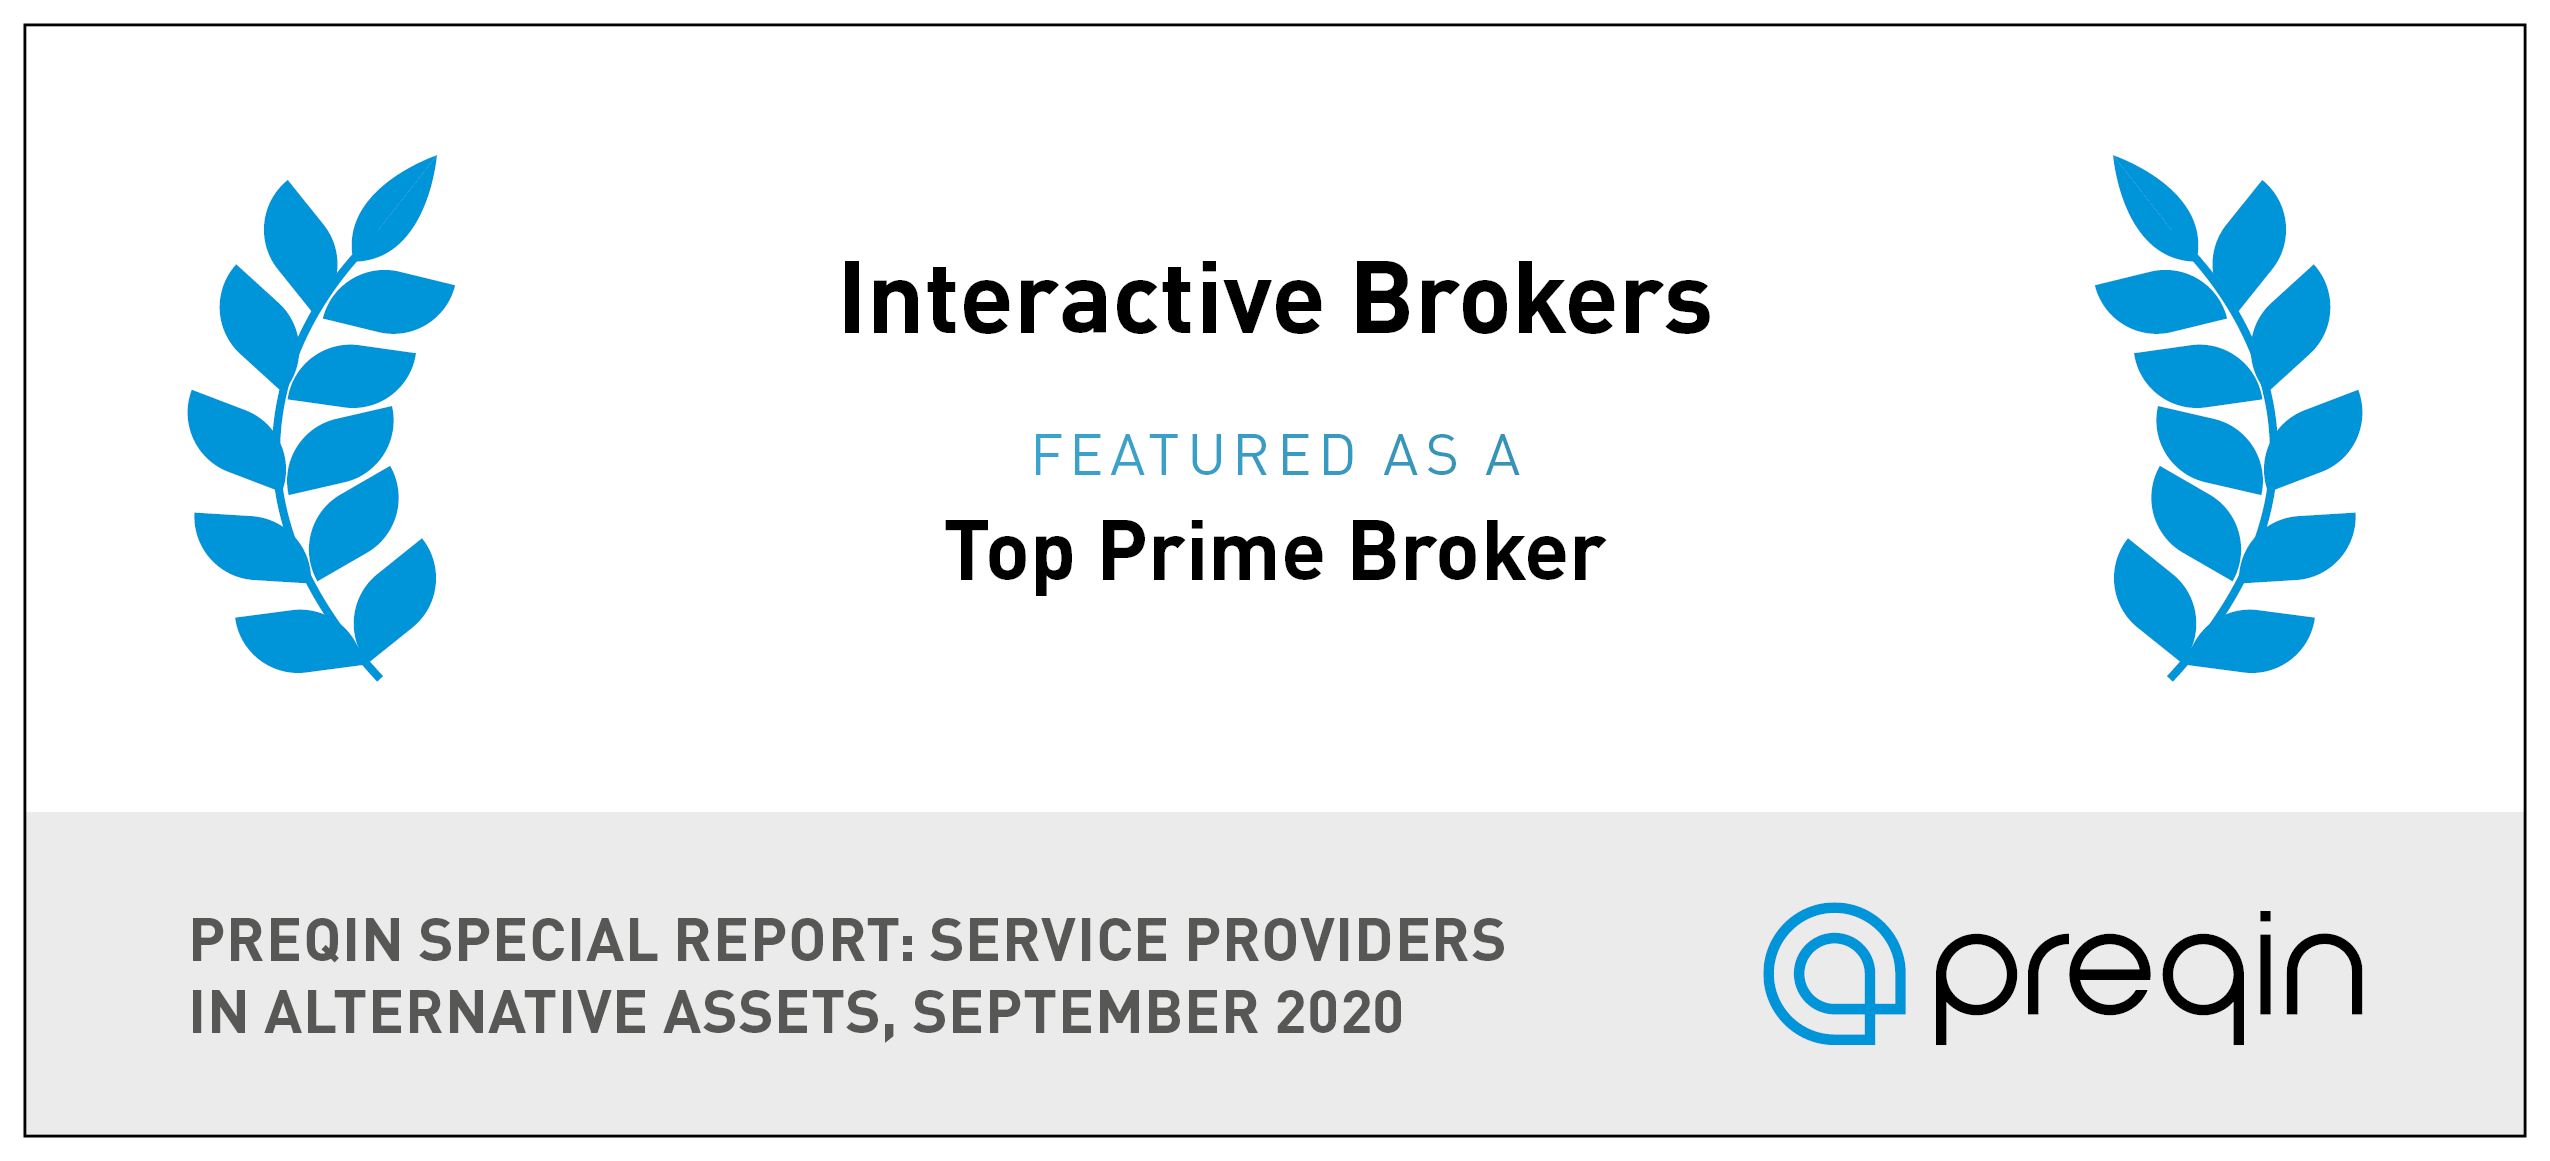 Interactive Brokers
FEATURED AS A
Top Prime Broker
PREQIN SPECIAL REPORT: SERVICE PROVIDERS
IN ALTERNATIVE ASSETS, SEPTEMBER 2020
preqin